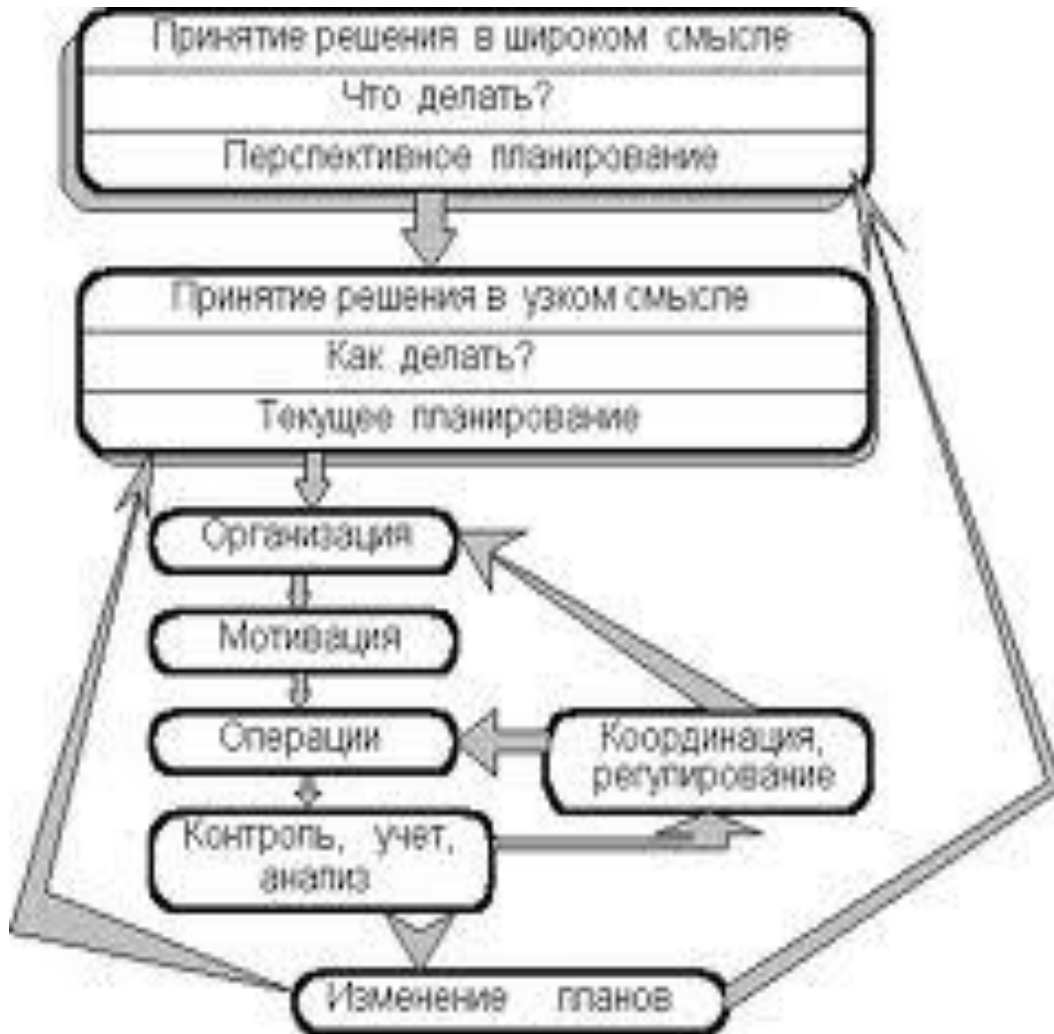 Принятие решения в широком смысле
Что делать?
Перспективное планирование
Принятие решения в узком смысле
Как делать?
Текущее планирование
Организация
Мотивация
Операции
Координация,
регулирование
Контроль, учет,
анализ
Изменение планов